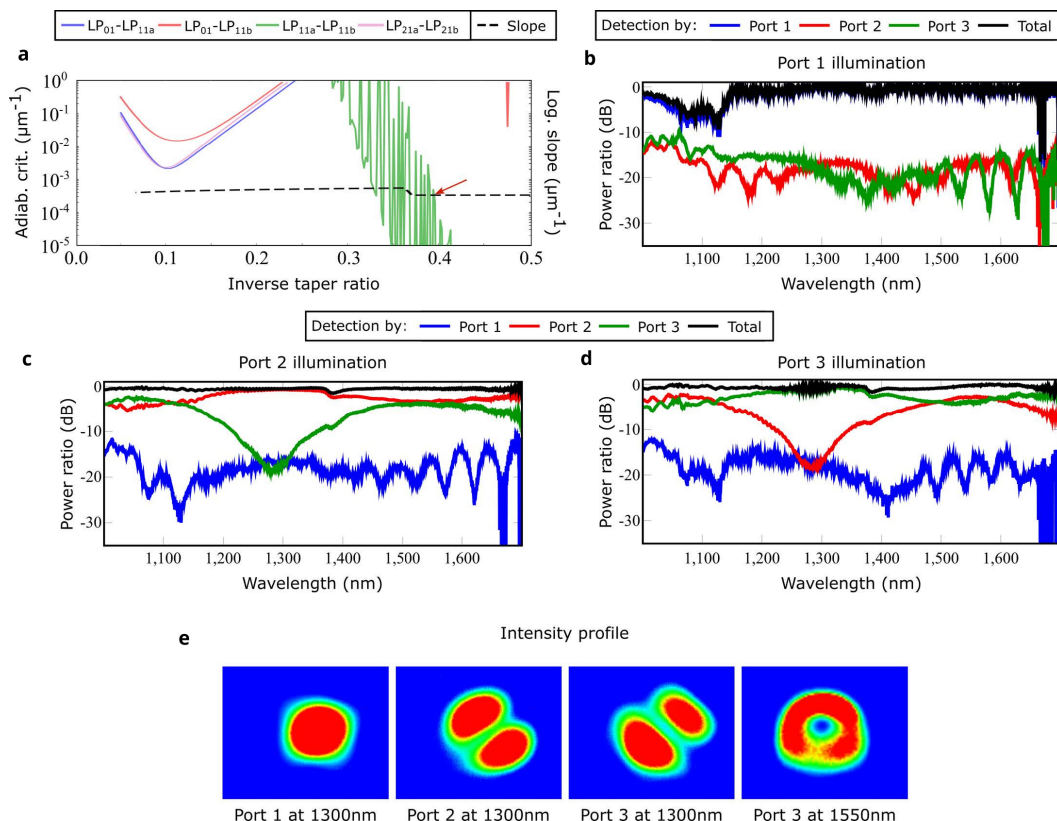 LP₀₁–LP₁₁ₐ LP₀₁–LP₁₁b LP₁₁ₐ–LP₁₁b LP₂₁ₐ–LP₂₁b Slope
Detection by: Port 1 Port 2 Port 3 Total
a
Adiab. crit. (µm⁻¹)
10⁰
10⁻¹
10⁻²
10⁻³
10⁻⁴
10⁻⁵
0.0 0.1 0.2 0.3 0.4 0.5
Inverse taper ratio
Log. slope (µm⁻¹)
b
Port 1 illumination
Power ratio (dB)
0
-10
-20
-30
1,100 1,200 1,300 1,400 1,500 1,600
Wavelength (nm)
Detection by: Port 1 Port 2 Port 3 Total
c
Port 2 illumination
Power ratio (dB)
0
-10
-20
-30
1,100 1,200 1,300 1,400 1,500 1,600
Wavelength (nm)
d
Port 3 illumination
Power ratio (dB)
0
-10
-20
-30
1,100 1,200 1,300 1,400 1,500 1,600
Wavelength (nm)
e
Intensity profile
Port 1 at 1300nm Port 2 at 1300nm Port 3 at 1300nm Port 3 at 1550nm